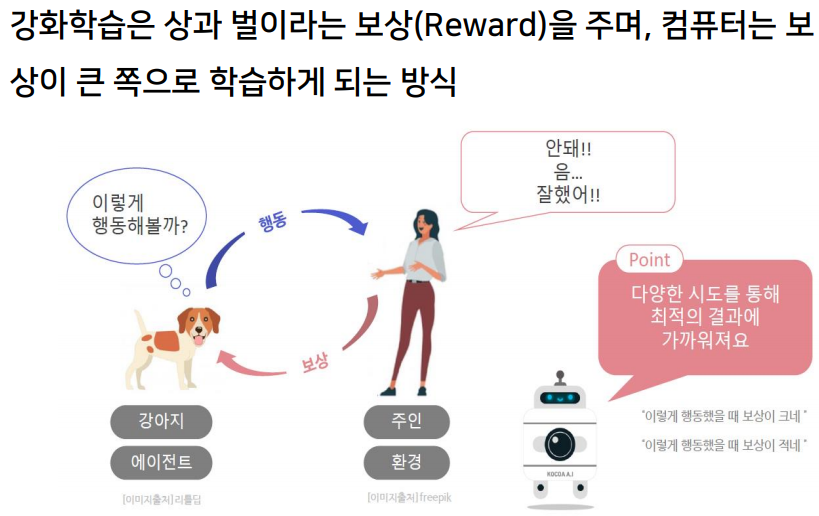 강화학습은 상과 벌이라는 보상(Reward)을 주며, 컴퓨터는 보
상이 큰 쪽으로 학습하게 되는 방식
이렇게
행동해볼까?
행동
안돼!!
음...
잘했어!!
보상
강아지
에이전트
[이미지출처]리틀딥
주인
환경
[이미지출처]freepik
Point
다양한 시도를 통해
최적의 결과에
가까워져요
"이렇게 행동했을 때 보상이 크네 "
"이렇게 행동했을 때 보상이 적네 "
KOCOA A.I